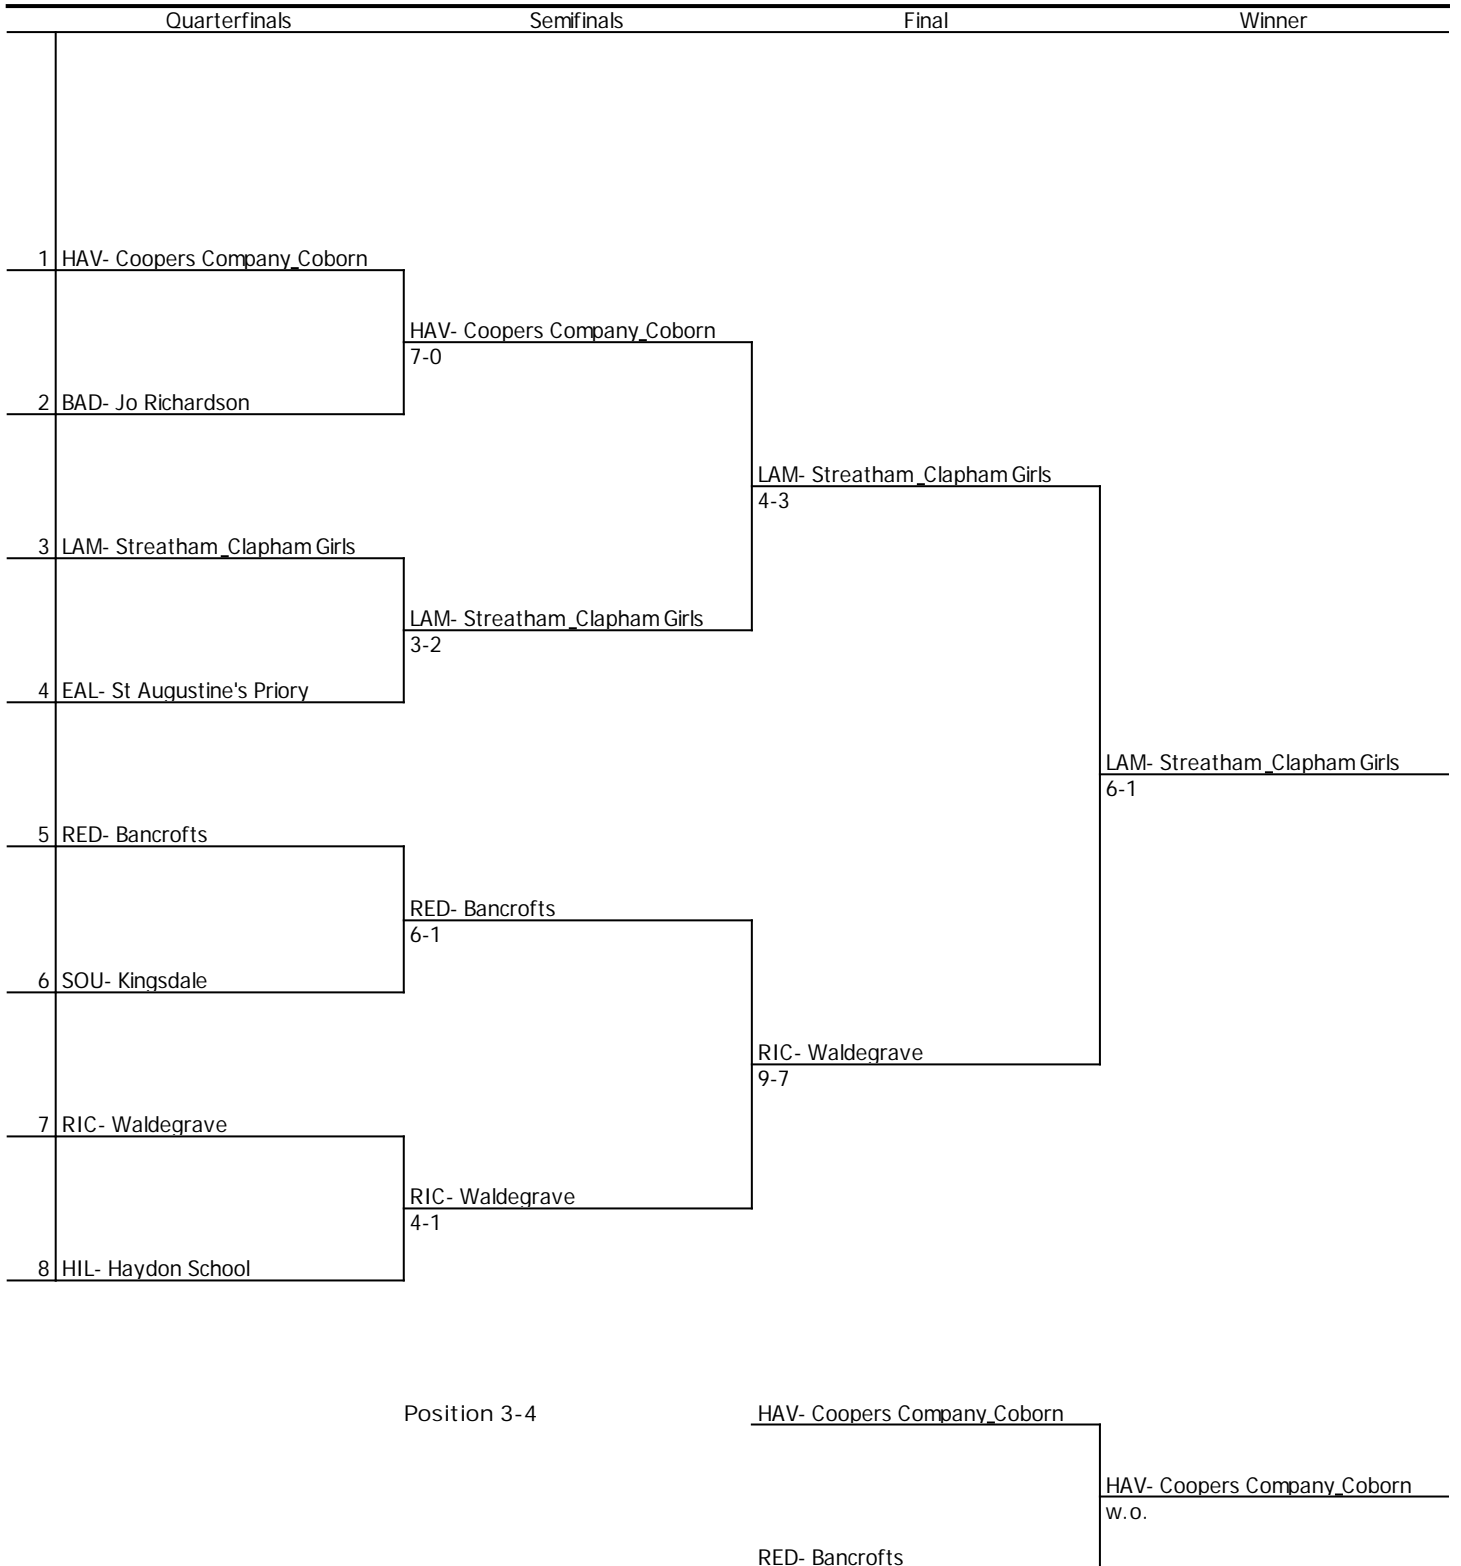 Quarterfinals Semifinals Final Winner
1 HAV- Coopers Company_Coborn
HAV- Coopers Company_Coborn
7-0
2 BAD- Jo Richardson
LAM- Streatham_Clapham Girls
4-3
3 LAM- Streatham_Clapham Girls
LAM- Streatham_Clapham Girls
3-2
4 EAL- St Augustine's Priory
LAM- Streatham_Clapham Girls
6-1
5 RED- Bancrofts
RED- Bancrofts
6-1
6 SOU- Kingsdale
RIC- Waldegrave
9-7
7 RIC- Waldegrave
RIC- Waldegrave
4-1
8 HIL- Haydon School
Position 3-4 HAV- Coopers Company_Coborn
HAV- Coopers Company_Coborn
w.o.
RED- Bancrofts